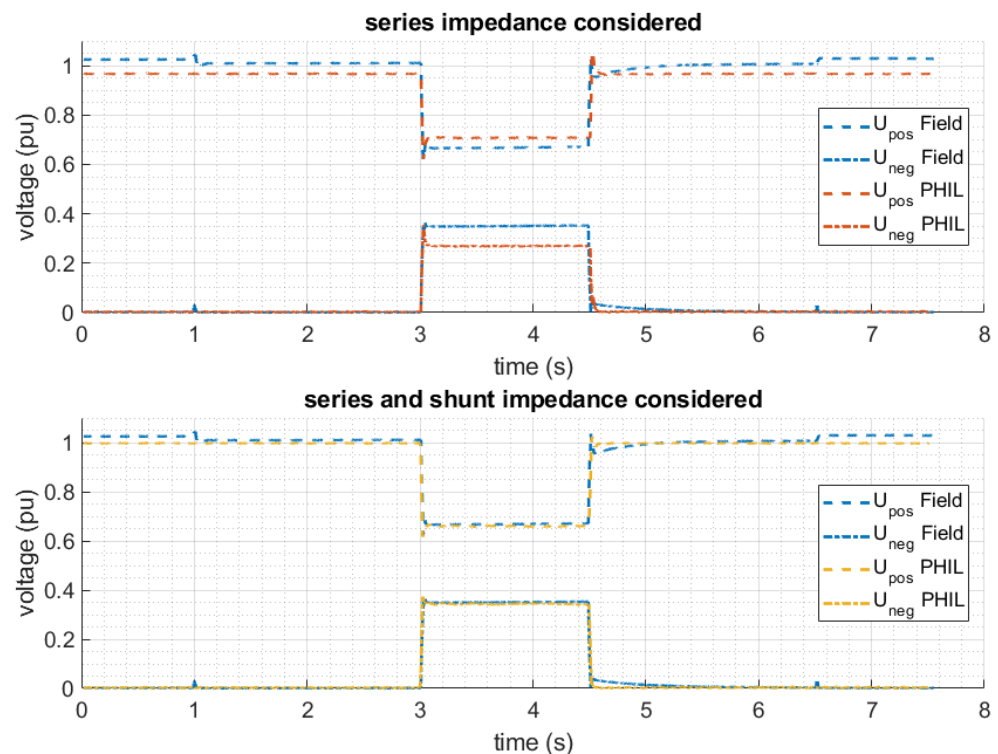 series impedance considered
1
0.8
0.6
0.4
0.2
0
voltage (pu)
U_pos Field
U_neg Field
U_pos PHIL
U_neg PHIL
0 1 2 3 4 5 6 7 8
time (s)
series and shunt impedance considered
1
0.8
0.6
0.4
0.2
0
voltage (pu)
U_pos Field
U_neg Field
U_pos PHIL
U_neg PHIL
0 1 2 3 4 5 6 7 8
time (s)